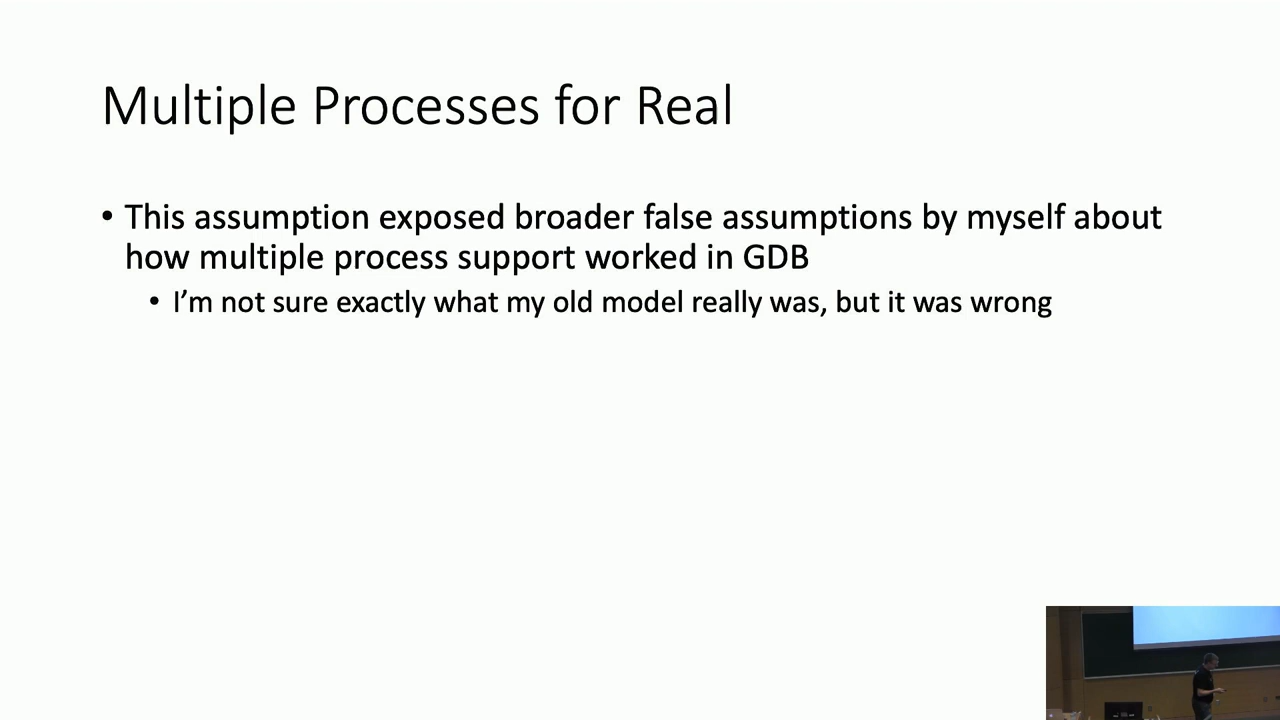 Multiple Processes for Real
• This assumption exposed broader false assumptions by myself about
how multiple process support worked in GDB
• I'm not sure exactly what my old model really was, but it was wrong